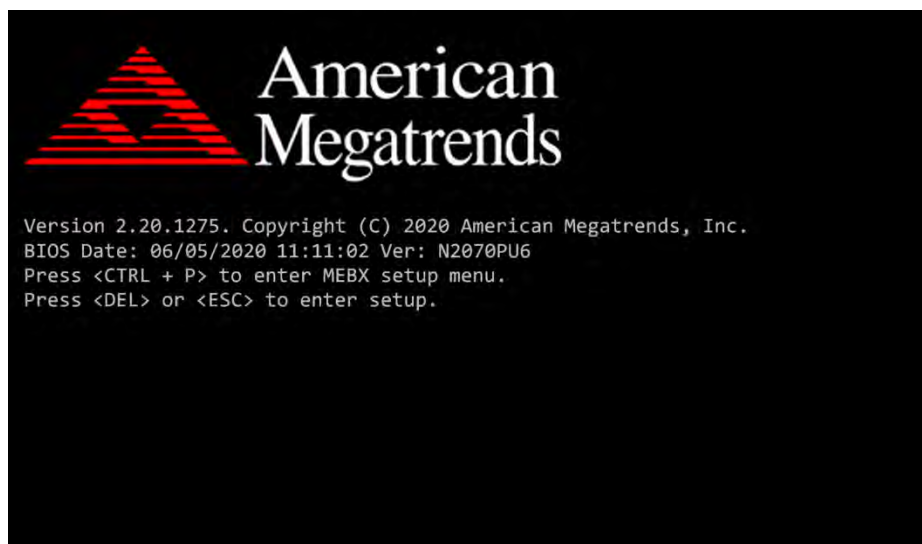 American
Megatrends
Version 2.20.1275. Copyright (C) 2020 American Megatrends, Inc.
BIOS Date: 06/05/2020 11:11:02 Ver: N2070PU6
Press <CTRL + P> to enter MEBX setup menu.
Press <DEL> or <ESC> to enter setup.